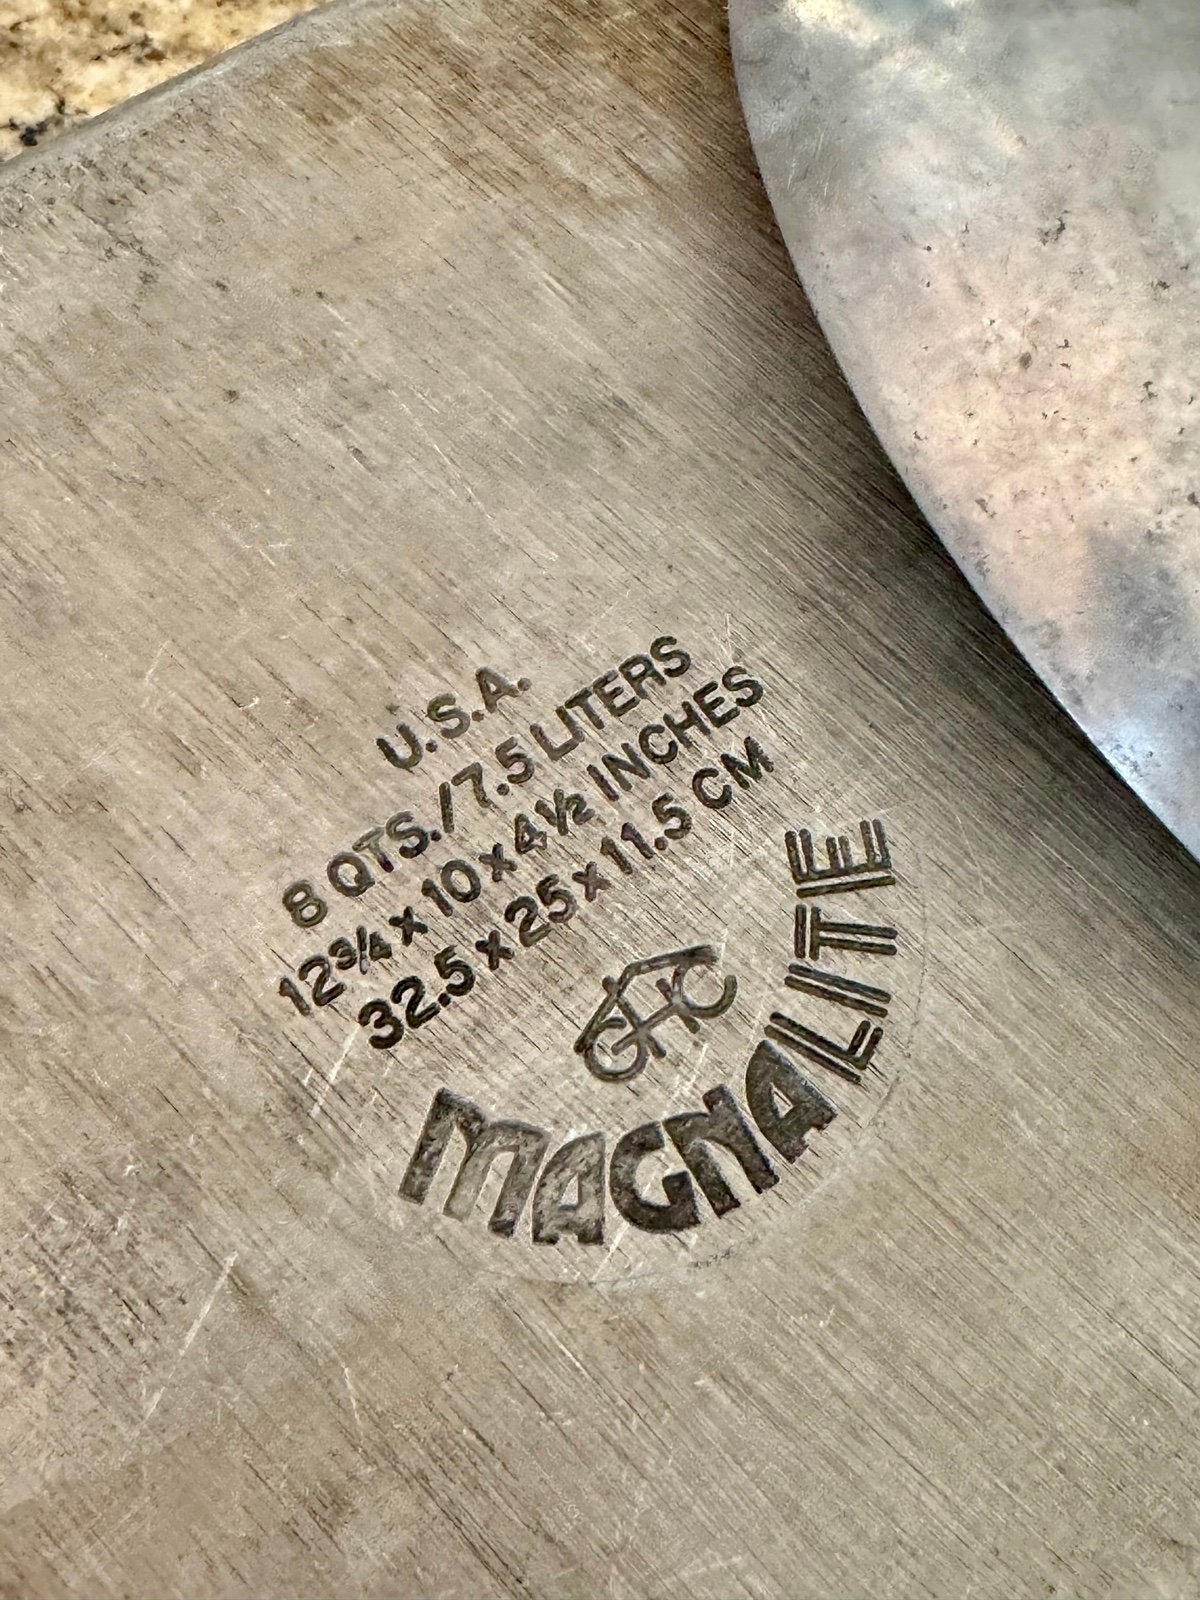 U.S.A.
8 QTS./7.5 LITERS
12¾ x 10 x 4½ INCHES
32.5 x 25 x 11.5 CM
GHC
MAGNALITE